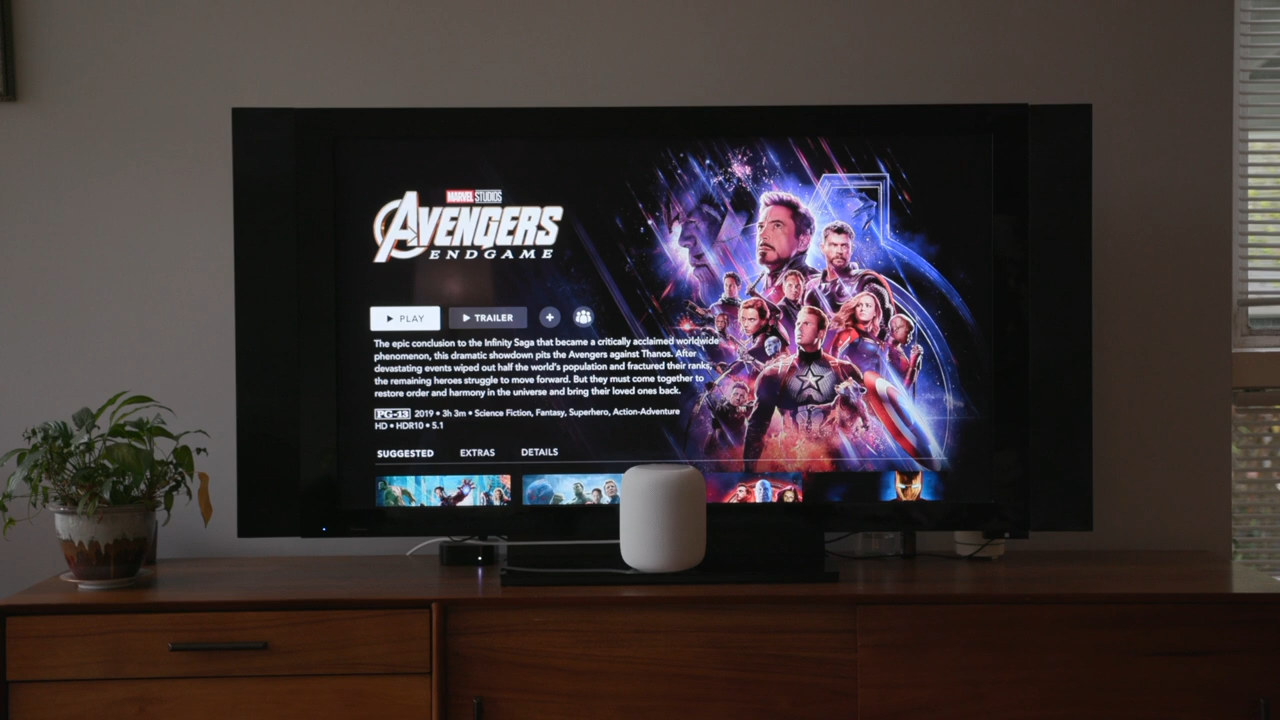 MARVEL STUDIOS
AVENGERS
ENDGAME
PLAY
TRAILER
The epic conclusion to the Infinity Saga that became a critically acclaimed worldwide
phenomenon, this dramatic showdown pits the Avengers against Thanos. After
devastating events wiped out half the world's population and fractured their ranks,
the remaining heroes struggle to move forward. But they must come together to
restore order and harmony in the universe and bring their loved ones back.
PG-13 2019 • 3h 3m • Science Fiction, Fantasy, Superhero, Action-Adventure
HD • HDR10 • 5.1
SUGGESTED EXTRAS DETAILS